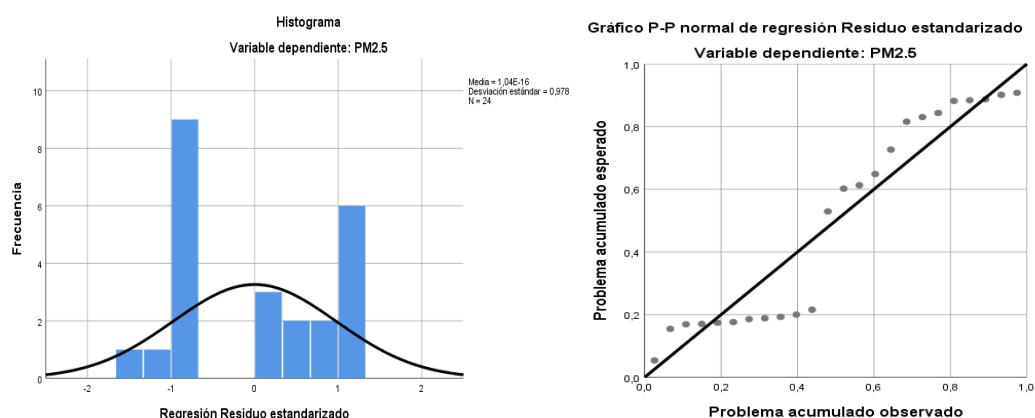 Histograma
Variable dependiente: PM2.5
Media = 1,04E-16
Desviación estándar = 0,978
N = 24
Frecuencia
10
8
6
4
2
0
-2
-1
0
1
2
Regresión Residuo estandarizado
Gráfico P-P normal de regresión Residuo estandarizado
Variable dependiente: PM2.5
Problema acumulado esperado
1,0
0,8
0,6
0,4
0,2
0,0
0,0
0,2
0,4
0,6
0,8
1,0
Problema acumulado observado